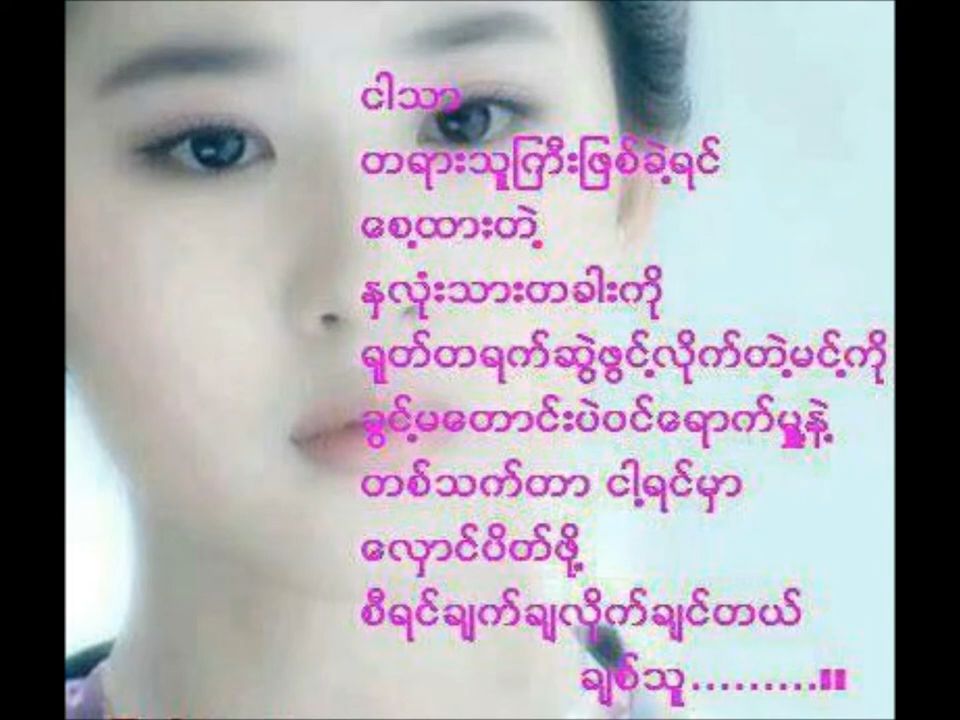 ငါသာ
တရားသူကြီးဖြစ်ခဲ့ရင်
စေ့ထားတဲ့
နှလုံးသားတခါးကို
ရုတ်တရက်ဆွဲဖွင့်လိုက်တဲ့မင့်ကို
ခွင့်မတောင်းပဲဝင်ရောက်မှု့နဲ့
တစ်သက်တာ ငါ့ရင်မှာ
လှောင်ပိတ်ဖို့
စီရင်ချက်ချလိုက်ချင်တယ်
ချစ်သူ..........။